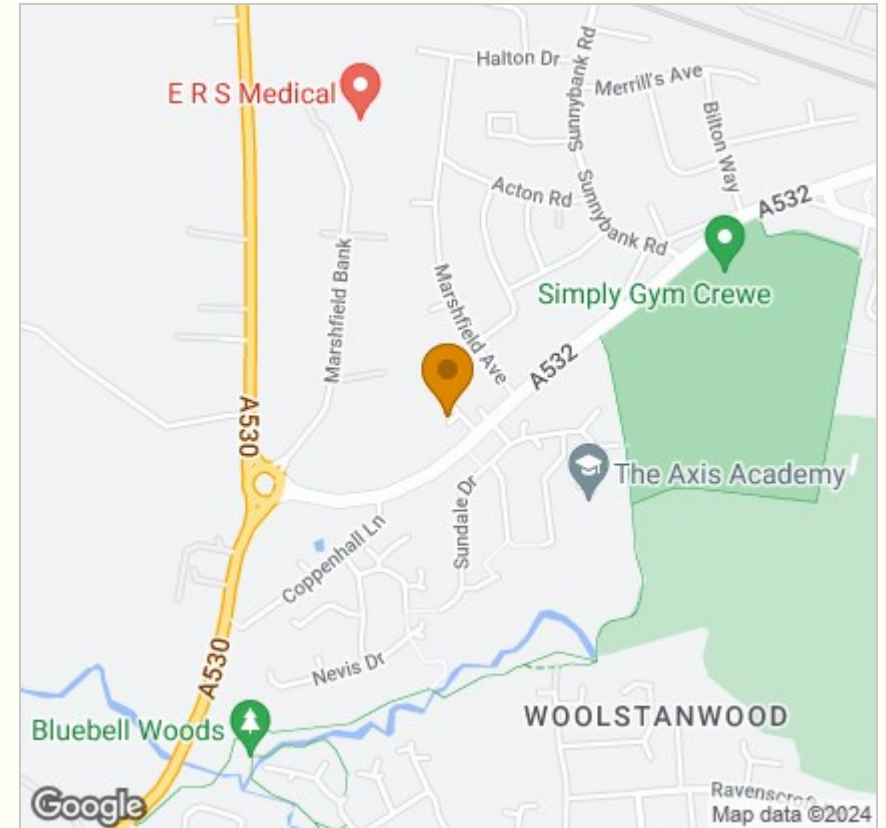 Halton Dr
Sunnybank Rd
Merrill's Ave
E R S Medical
Bilton Way
Acton Rd
Sunnybank Rd
A532
Marshfield Bank
Marshfield Ave
Simply Gym Crewe
A532
A530
The Axis Academy
Sundale Dr
Coppenhall Ln
A530
Nevis Dr
Bluebell Woods
WOOLSTANWOOD
Google
Map data ©2024